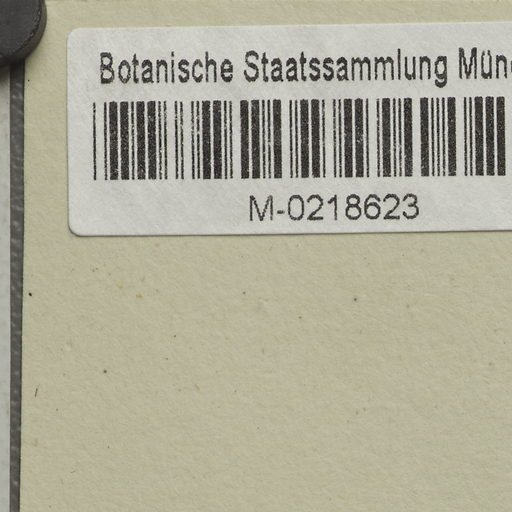 Botanische Staatssammlung Mün
M-0218623